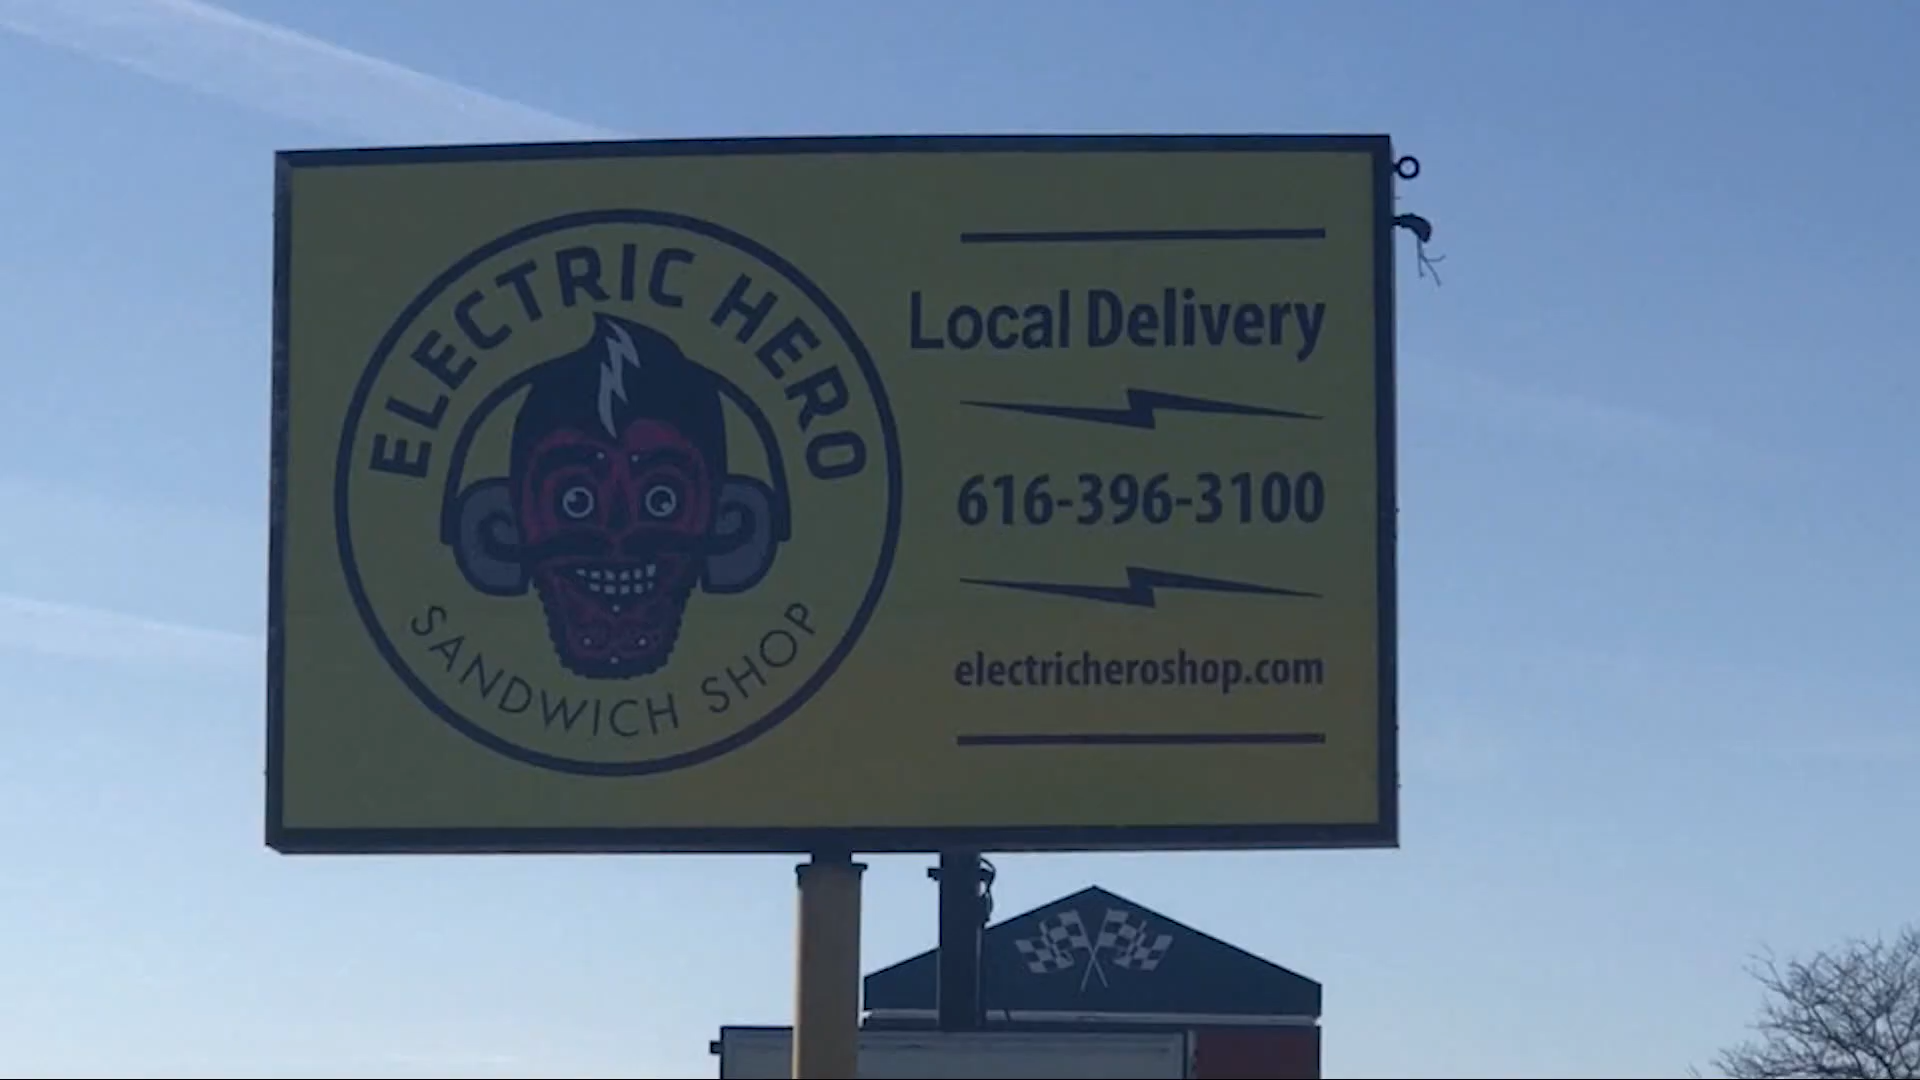 ELECTRIC HERO
SANDWICH SHOP
Local Delivery
616-396-3100
electricheroshop.com